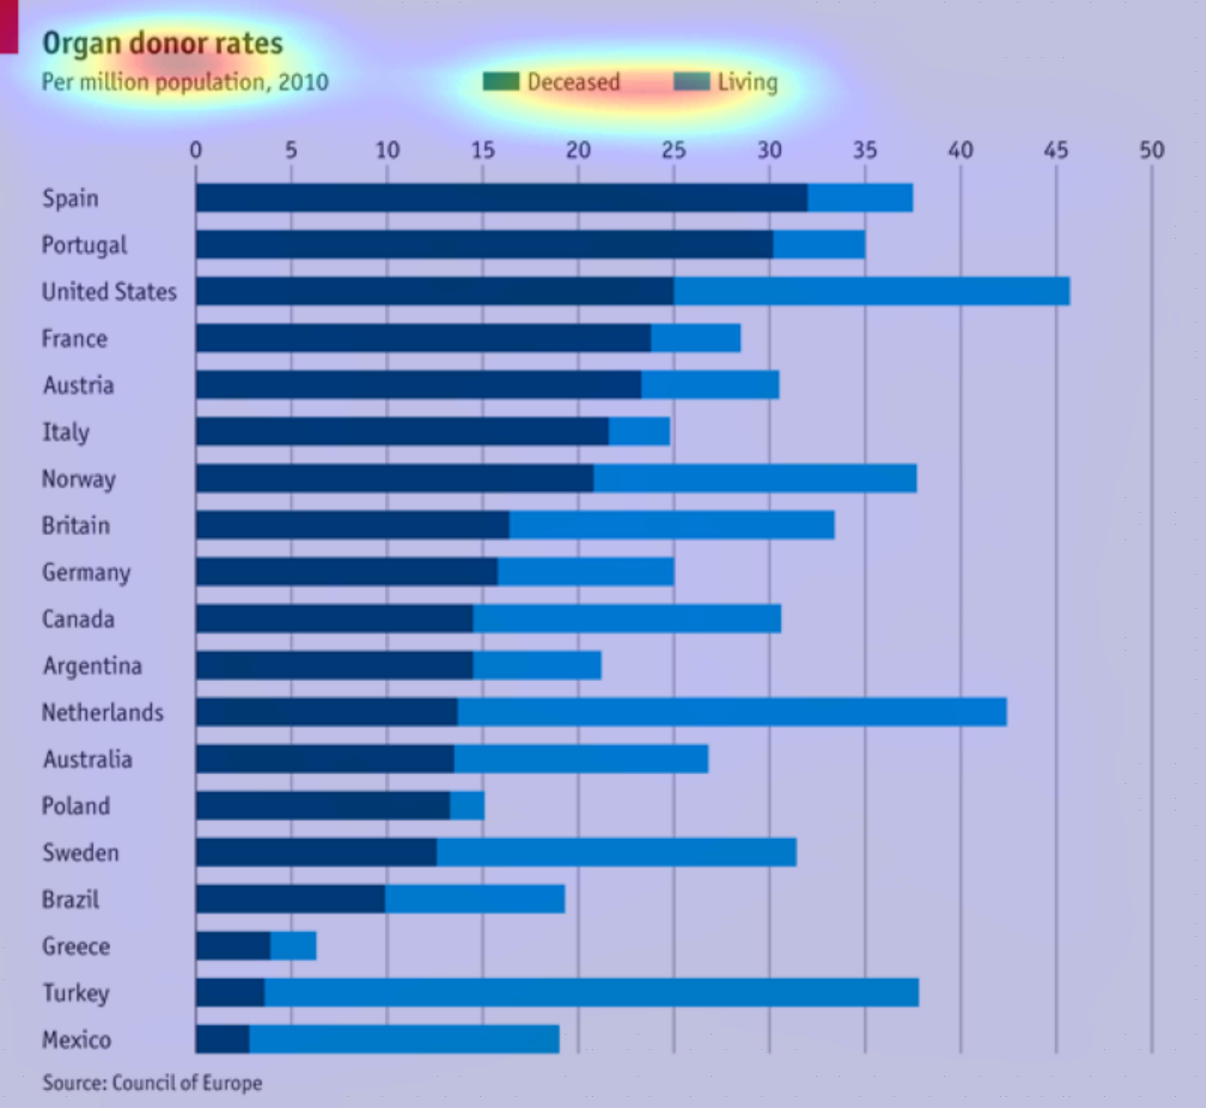 Organ donor rates
Per million population, 2010
Deceased Living
0 5 10 15 20 25 30 35 40 45 50
Spain
Portugal
United States
France
Austria
Italy
Norway
Britain
Germany
Canada
Argentina
Netherlands
Australia
Poland
Sweden
Brazil
Greece
Turkey
Mexico
Source: Council of Europe